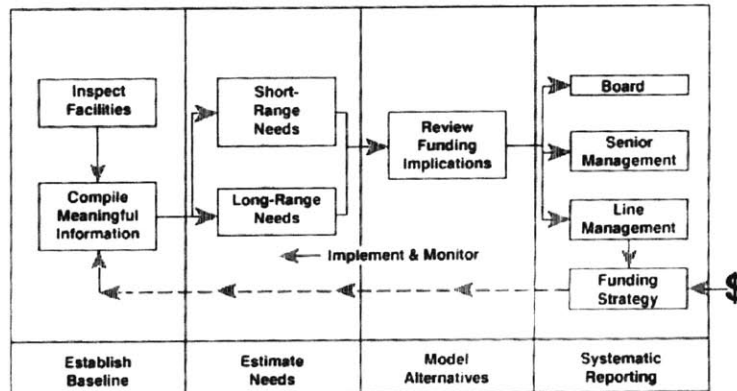 Inspect
Facilities
Compile
Meaningful
Information
Short-
Range
Needs
Long-Range
Needs
Review
Funding
Implications
Board
Senior
Management
Line
Management
Implement & Monitor
Funding
Strategy
$
Establish
Baseline
Estimate
Needs
Model
Alternatives
Systematic
Reporting